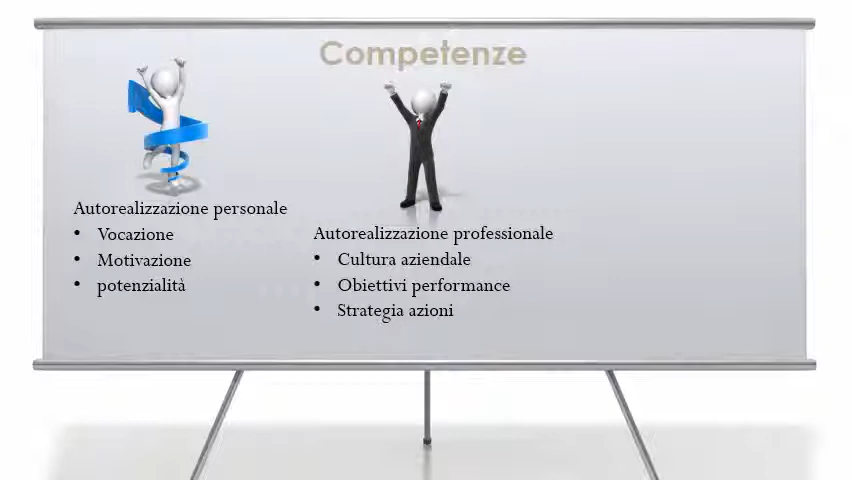 Competenze
Autorealizzazione personale
• Vocazione
• Motivazione
• potenzialità
Autorealizzazione professionale
• Cultura aziendale
• Obiettivi performance
• Strategia azioni